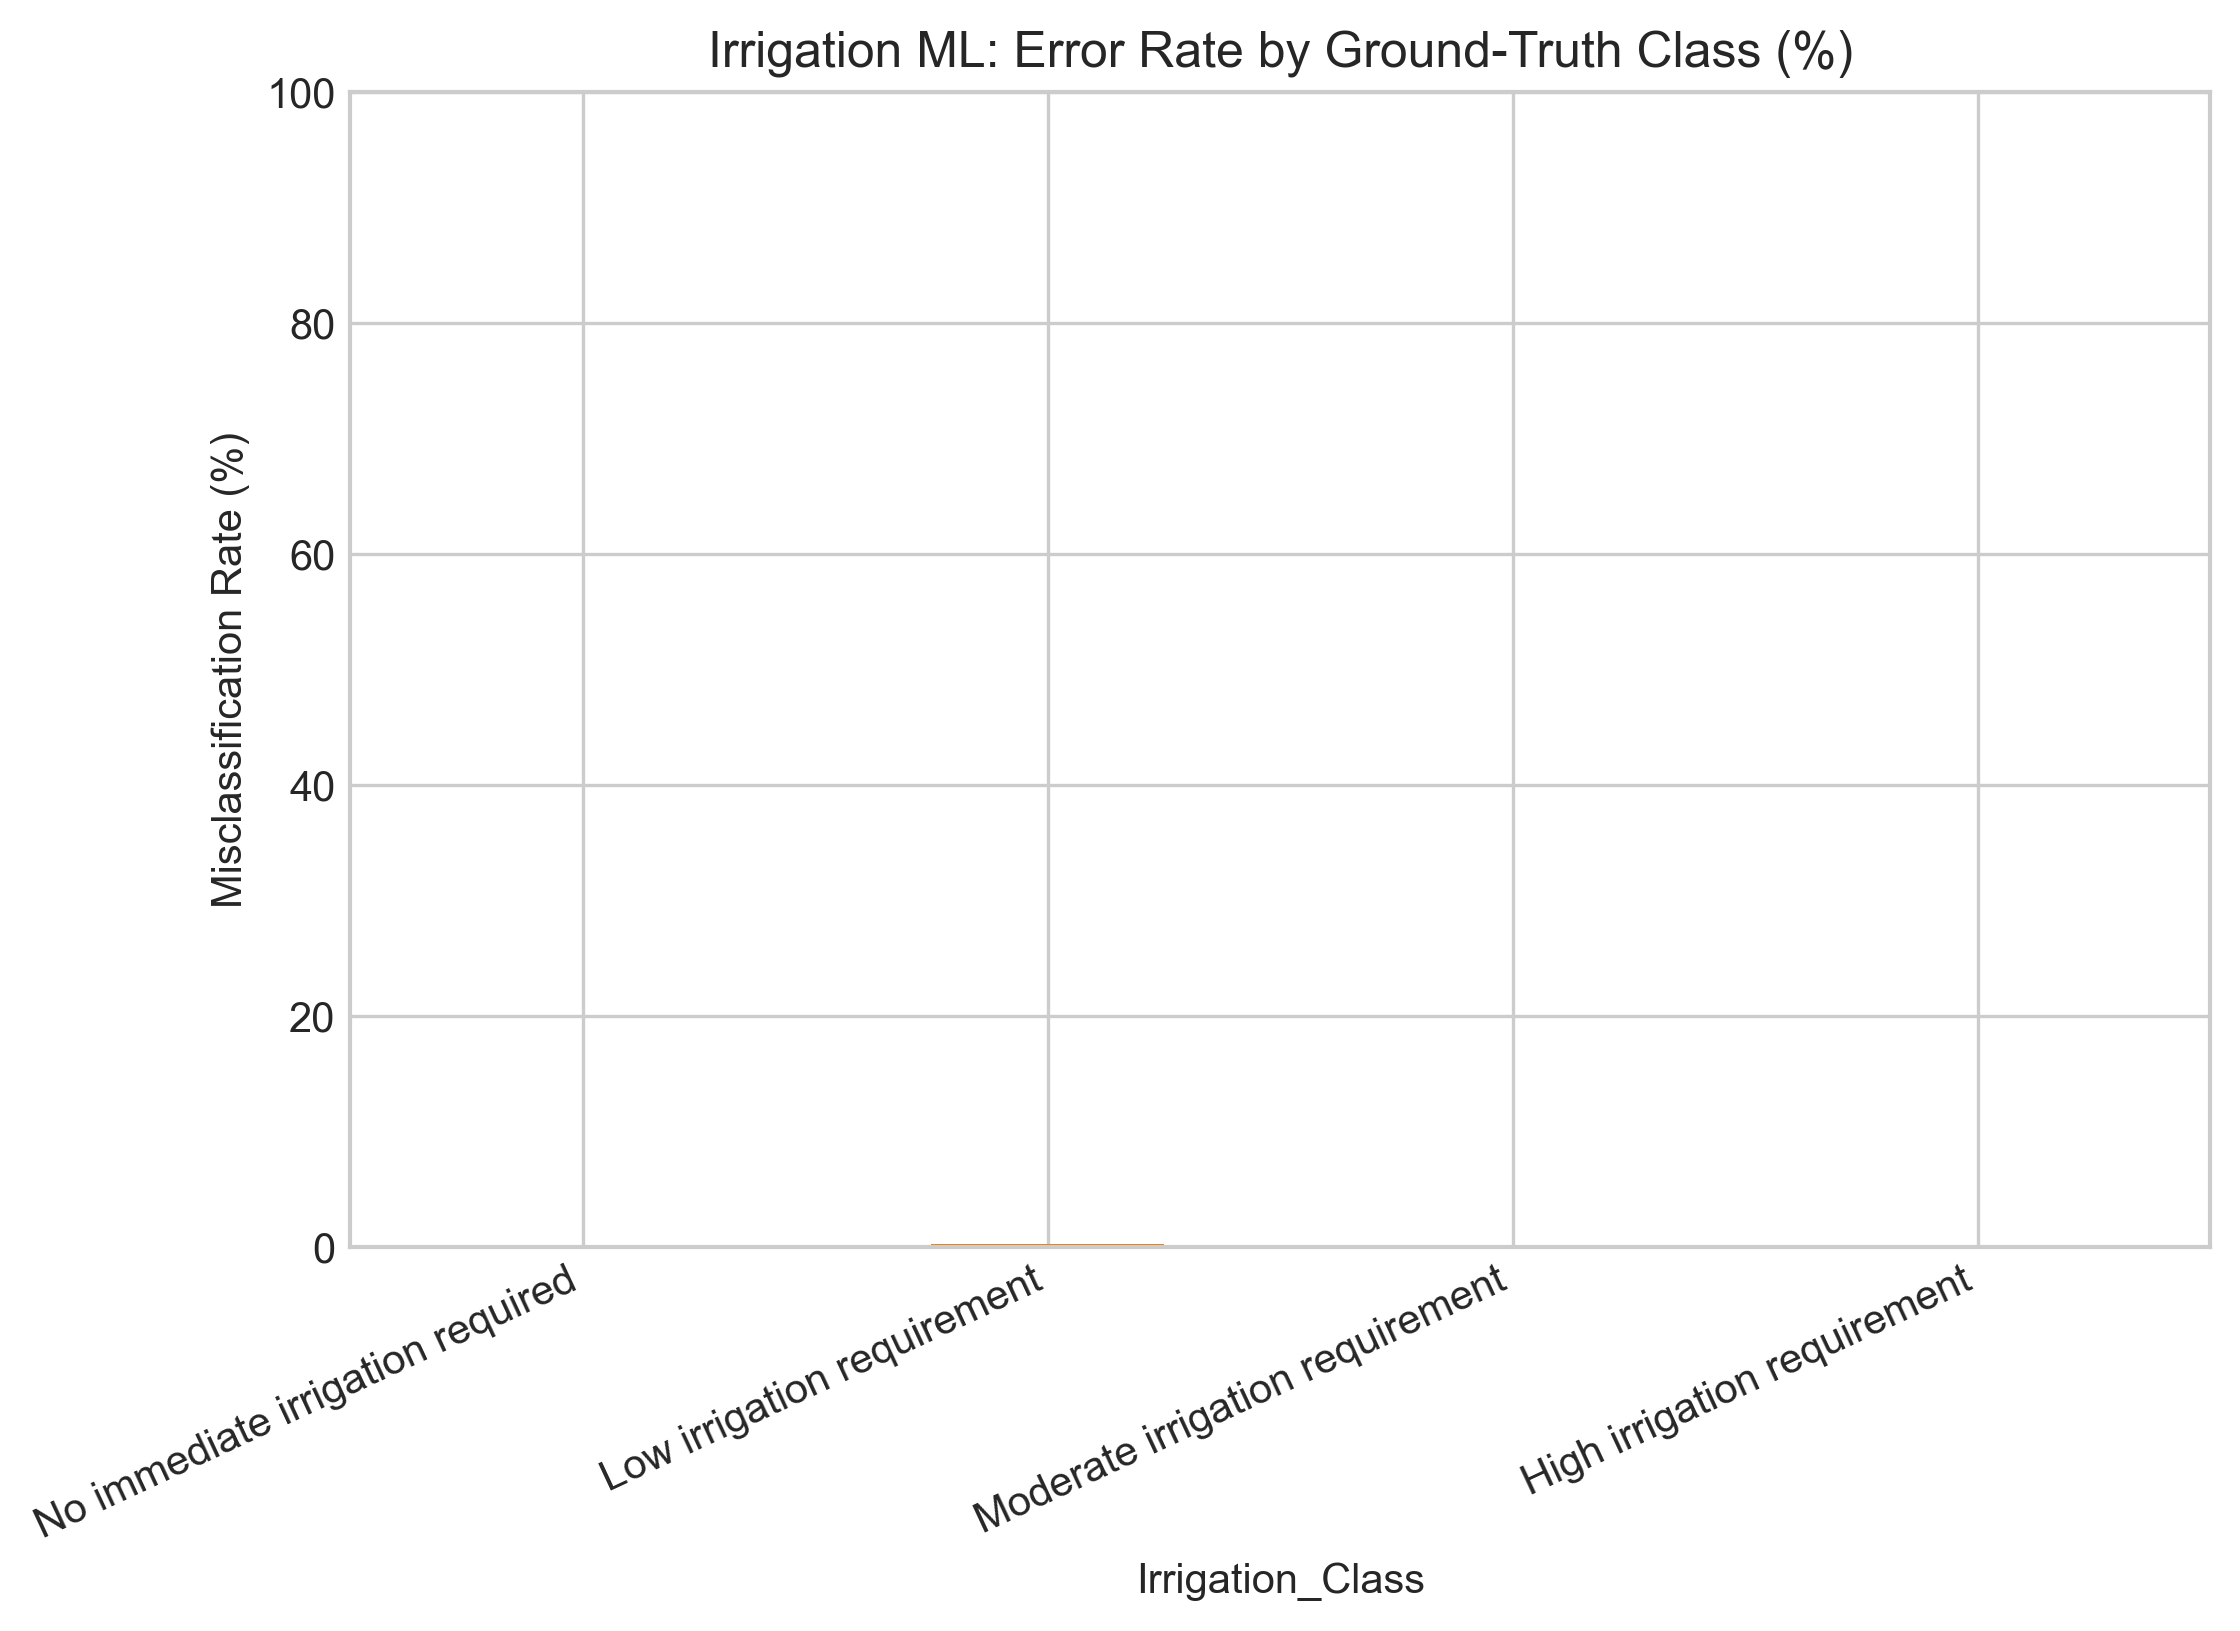 Irrigation ML: Error Rate by Ground-Truth Class (%)
100
80
60
40
20
0
Misclassification Rate (%)
No immediate irrigation required
Low irrigation requirement
Moderate irrigation requirement
High irrigation requirement
Irrigation_Class